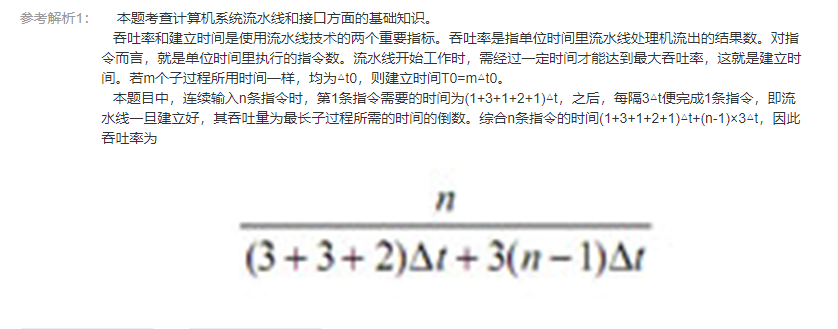 参考解析1： 本题考查计算机系统流水线和接口方面的基础知识。
吞吐率和建立时间是使用流水线技术的两个重要指标。吞吐率是指单位时间里流水线处理机流出的结果数。对指
令而言，就是单位时间里执行的指令数。流水线开始工作时，需经过一定时间才能达到最大吞吐率，这就是建立时
间。若m个子过程所用时间一样，均为△t0，则建立时间T0=m△t0。
本题目中，连续输入n条指令时，第1条指令需要的时间为(1+3+1+2+1)△t，之后，每隔3△t便完成1条指令，即流
水线一旦建立好，其吞吐量为最长子过程所需的时间的倒数。综合n条指令的时间(1+3+1+2+1)△t+(n-1)×3△t，因此
吞吐率为
n
(3+3+2)Δt+3(n−1)Δt